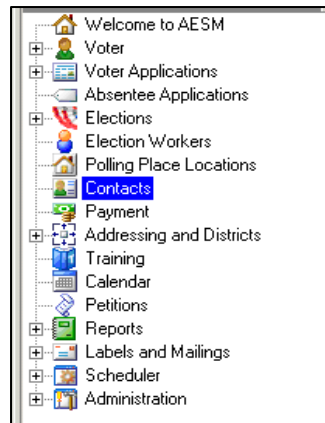 Welcome to AESM
Voter
Voter Applications
Absentee Applications
Elections
Election Workers
Polling Place Locations
Contacts
Payment
Addressing and Districts
Training
Calendar
Petitions
Reports
Labels and Mailings
Scheduler
Administration